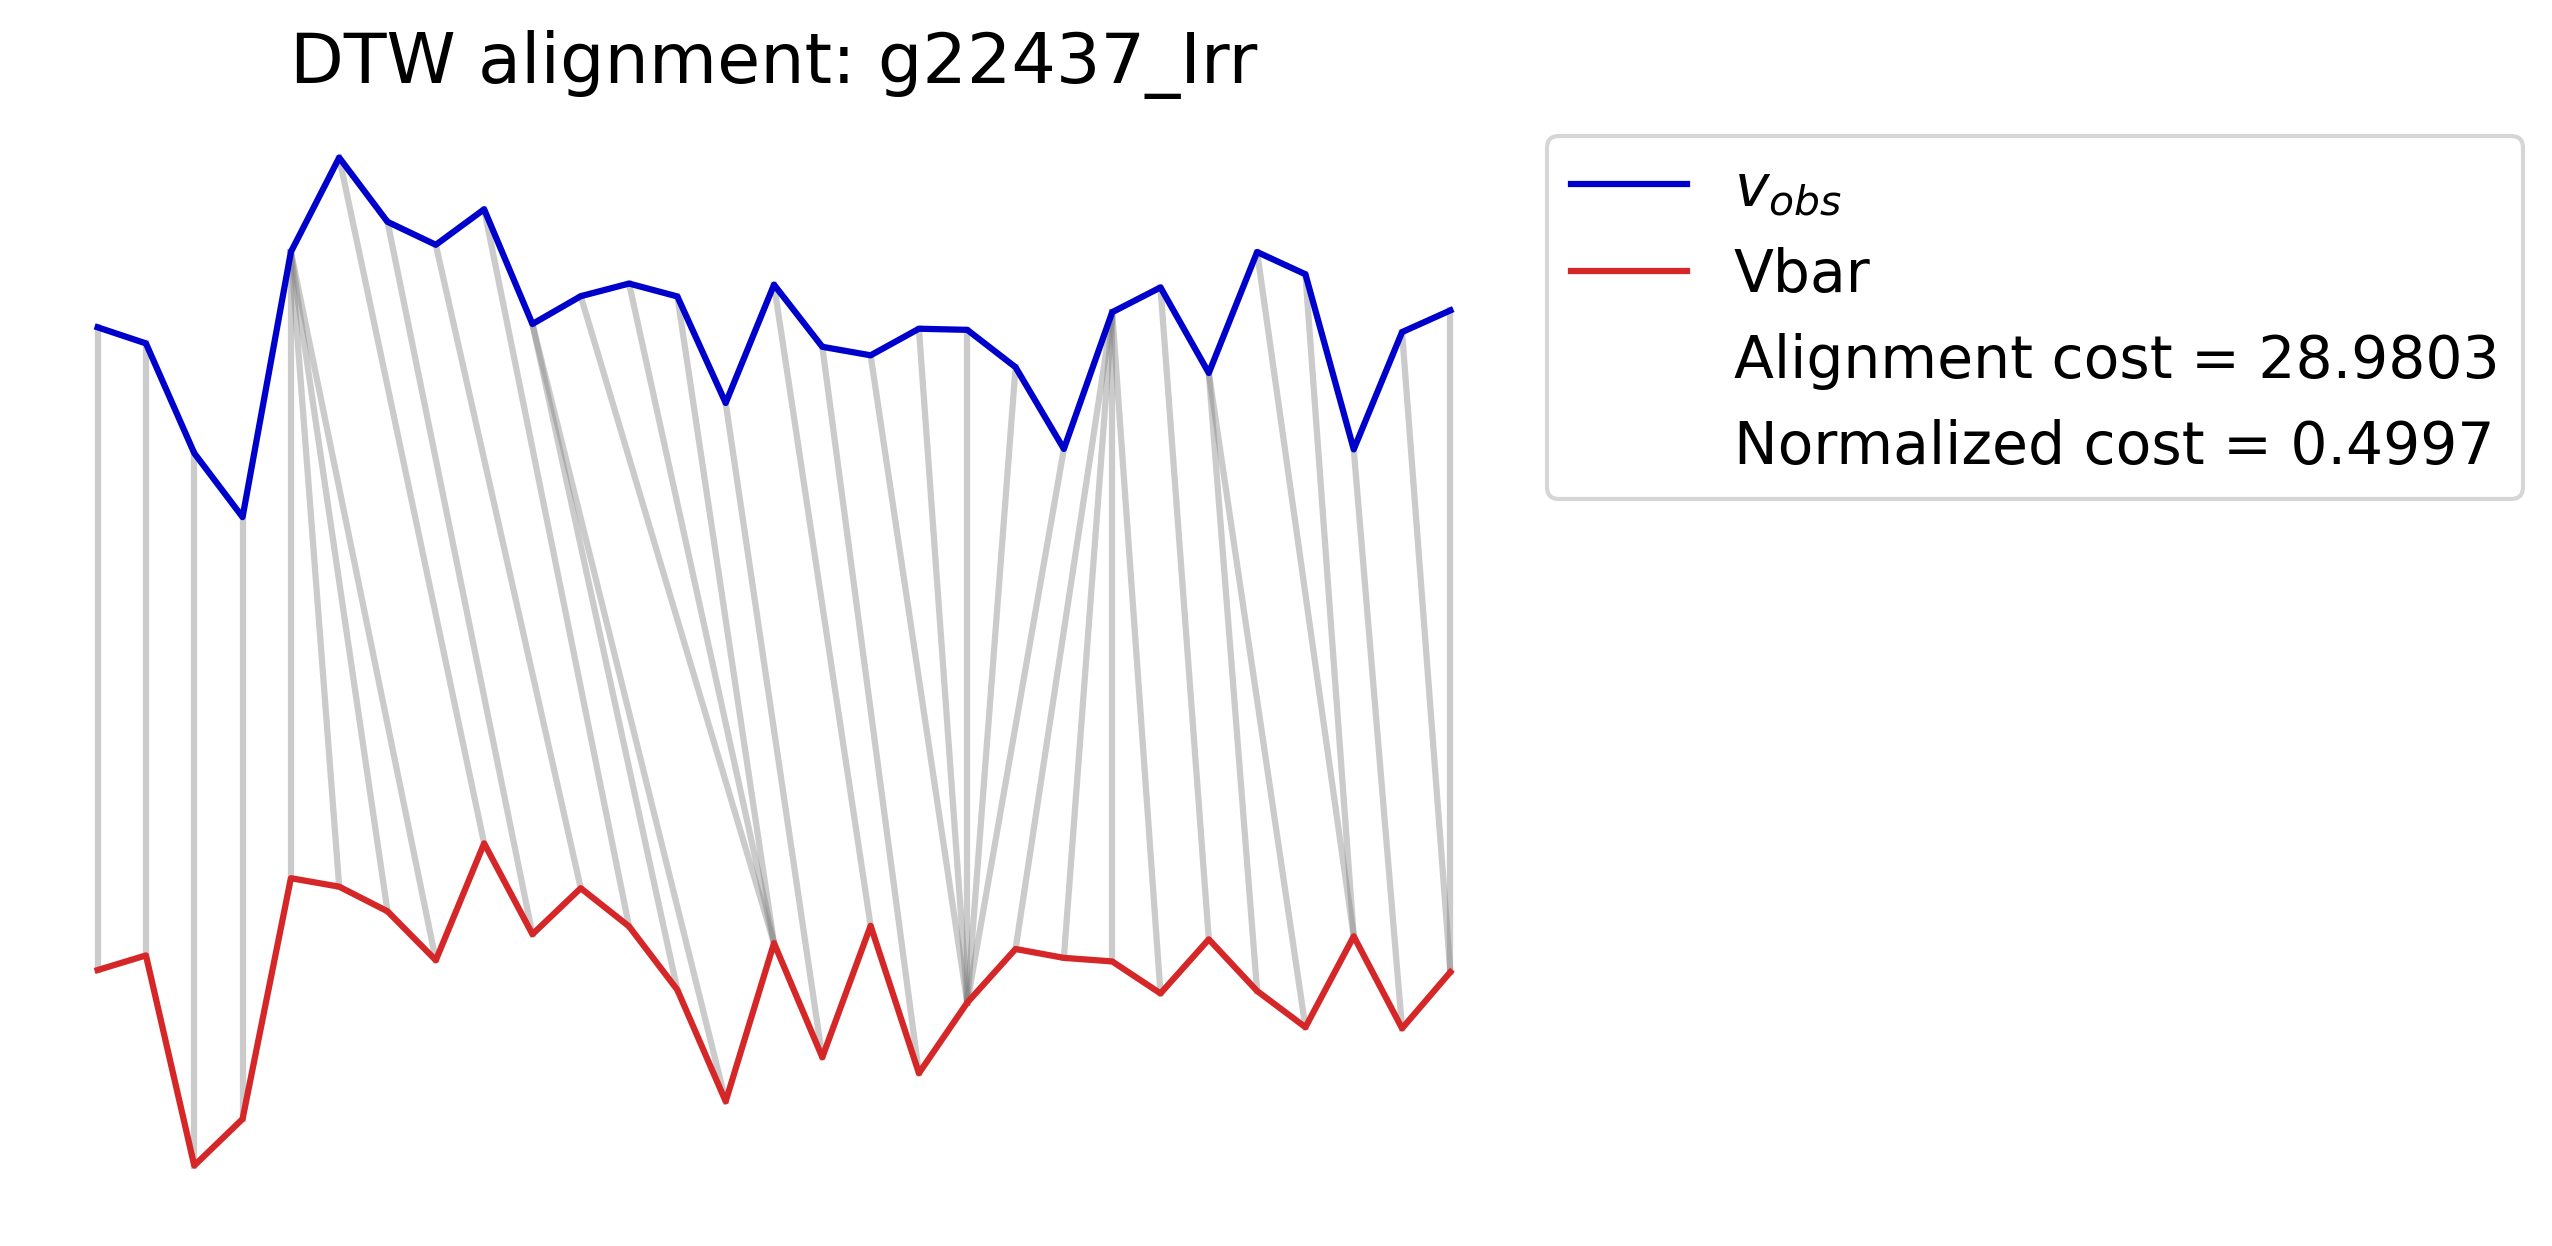 DTW alignment: g22437_Irr
v_obs
Vbar
Alignment cost = 28.9803
Normalized cost = 0.4997